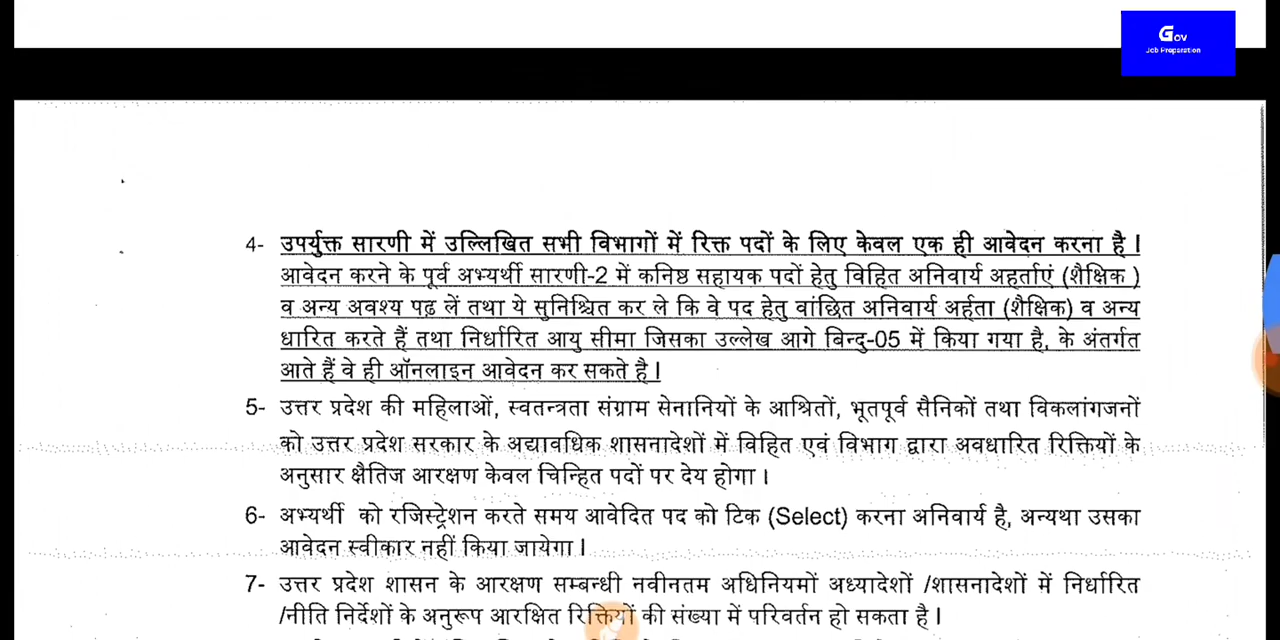 Gov
Job Preparation
4- उपर्युक्त सारणी में उल्लिखित सभी विभागों में रिक्त पदों के लिए केवल एक ही आवेदन करना है।
आवेदन करने के पूर्व अभ्यर्थी सारणी-2 में कनिष्ठ सहायक पदों हेतु विहित अनिवार्य अहर्ताएं (शैक्षिक )
व अन्य अवश्य पढ़ लें तथा ये सुनिश्चित कर ले कि वे पद हेतु वांछित अनिवार्य अर्हता (शैक्षिक) व अन्य
धारित करते हैं तथा निर्धारित आयु सीमा जिसका उल्लेख आगे बिन्दु-05 में किया गया है, के अंतर्गत
आते हैं वे ही ऑनलाइन आवेदन कर सकते है।
5- उत्तर प्रदेश की महिलाओं, स्वतन्त्रता संग्राम सेनानियों के आश्रितों, भूतपूर्व सैनिकों तथा विकलांगजनों
को उत्तर प्रदेश सरकार के अद्यावधिक शासनादेशों में विहित एवं विभाग द्वारा अवधारित रिक्तियों के
अनुसार क्षैतिज आरक्षण केवल चिन्हित पदों पर देय होगा।
6- अभ्यर्थी को रजिस्ट्रेशन करते समय आवेदित पद को टिक (Select) करना अनिवार्य है, अन्यथा उसका
आवेदन स्वीकार नहीं किया जायेगा।
7- उत्तर प्रदेश शासन के आरक्षण सम्बन्धी नवीनतम अधिनियमों अध्यादेशों /शासनादेशों में निर्धारित
/नीति निर्देशों के अनुरूप आरक्षित रिक्तियों की संख्या में परिवर्तन हो सकता है।